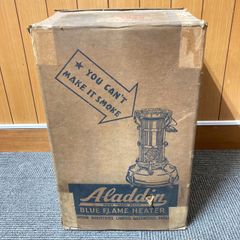 ★ YOU CAN'T
MAKE IT SMOKE
Aladdin
BLUE FLAME HEATER